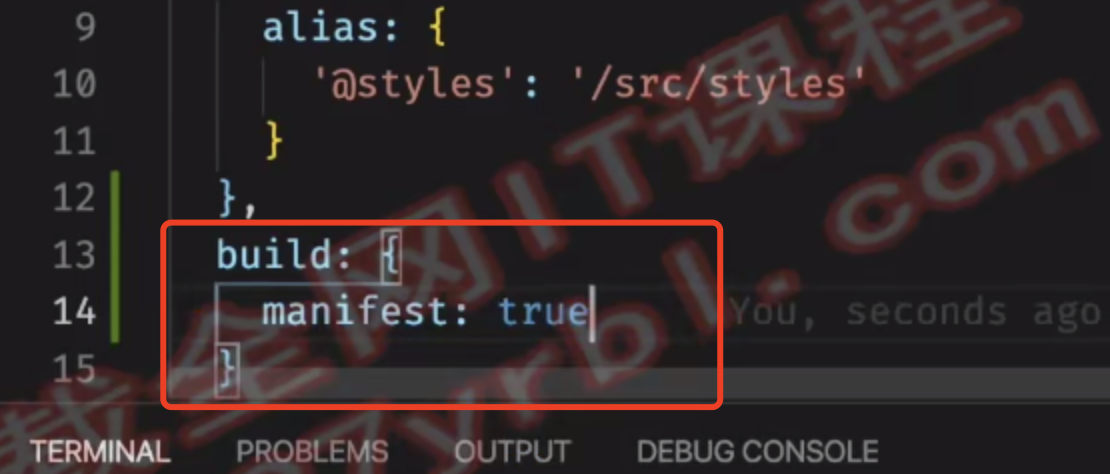 9 alias: {
10 '@styles': '/src/styles'
11 }
12 },
13 build: {
14 manifest: true You, seconds ago
15 }
TERMINAL PROBLEMS OUTPUT DEBUG CONSOLE
载全网IT课程
zyrbl.com